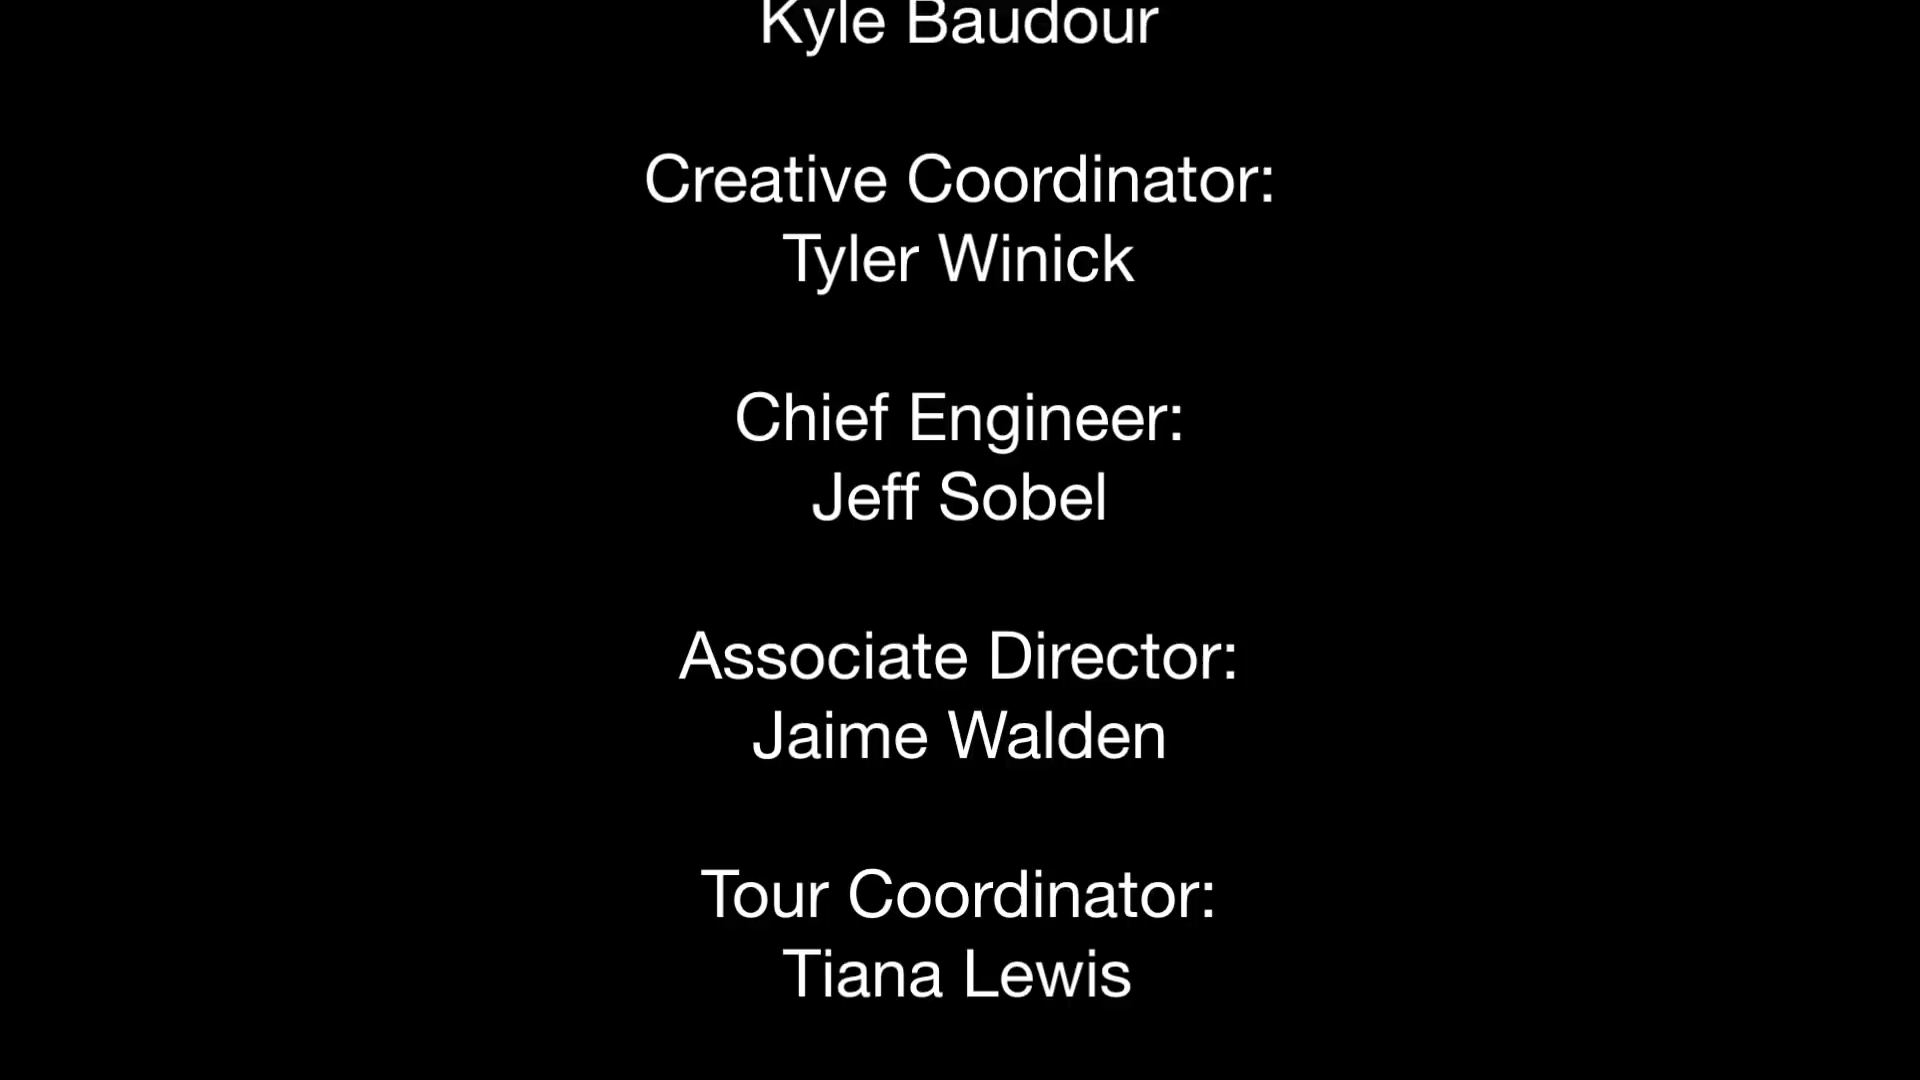 Kyle Baudour
Creative Coordinator:
Tyler Winick
Chief Engineer:
Jeff Sobel
Associate Director:
Jaime Walden
Tour Coordinator:
Tiana Lewis